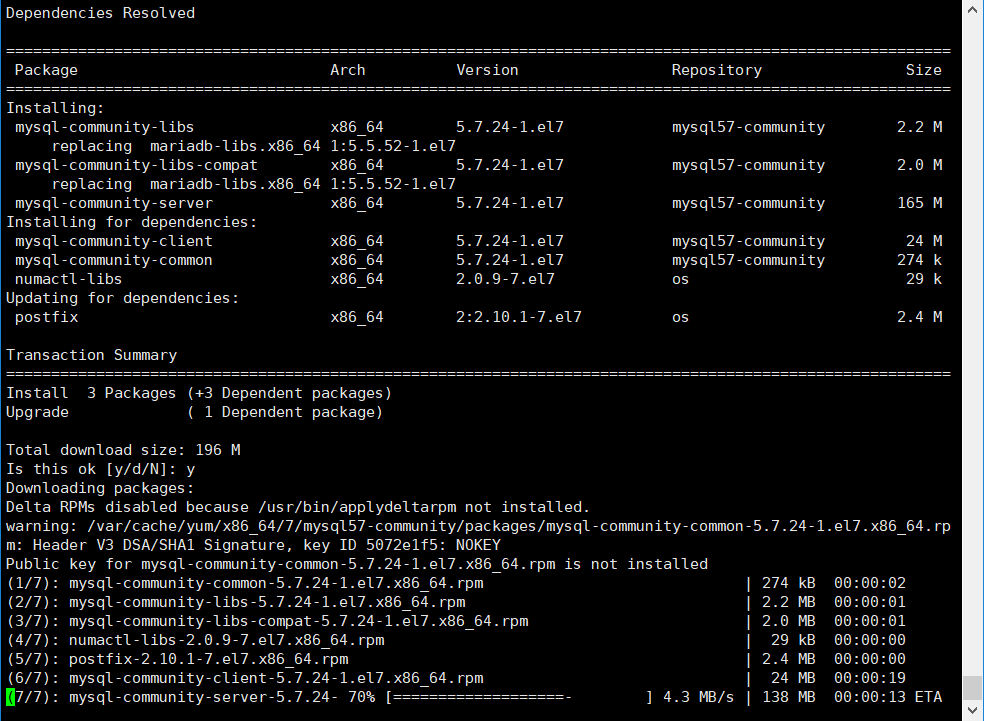 Dependencies Resolved
=========================================================================================================
 Package                            Arch          Version                 Repository                Size
=========================================================================================================
Installing:
 mysql-community-libs               x86_64        5.7.24-1.el7            mysql57-community        2.2 M
     replacing  mariadb-libs.x86_64 1:5.5.52-1.el7
 mysql-community-libs-compat        x86_64        5.7.24-1.el7            mysql57-community        2.0 M
     replacing  mariadb-libs.x86_64 1:5.5.52-1.el7
 mysql-community-server             x86_64        5.7.24-1.el7            mysql57-community        165 M
Installing for dependencies:
 mysql-community-client             x86_64        5.7.24-1.el7            mysql57-community         24 M
 mysql-community-common             x86_64        5.7.24-1.el7            mysql57-community        274 k
 numactl-libs                       x86_64        2.0.9-7.el7             os                        29 k
Updating for dependencies:
 postfix                            x86_64        2:2.10.1-7.el7          os                       2.4 M
Transaction Summary
=========================================================================================================
Install  3 Packages (+3 Dependent packages)
Upgrade             ( 1 Dependent package)
Total download size: 196 M
Is this ok [y/d/N]: y
Downloading packages:
Delta RPMs disabled because /usr/bin/applydeltarpm not installed.
warning: /var/cache/yum/x86_64/7/mysql57-community/packages/mysql-community-common-5.7.24-1.el7.x86_64.rp
m: Header V3 DSA/SHA1 Signature, key ID 5072e1f5: NOKEY
Public key for mysql-community-common-5.7.24-1.el7.x86_64.rpm is not installed
(1/7): mysql-community-common-5.7.24-1.el7.x86_64.rpm                             | 274 kB  00:00:02
(2/7): mysql-community-libs-5.7.24-1.el7.x86_64.rpm                               | 2.2 MB  00:00:01
(3/7): mysql-community-libs-compat-5.7.24-1.el7.x86_64.rpm                        | 2.0 MB  00:00:01
(4/7): numactl-libs-2.0.9-7.el7.x86_64.rpm                                        |  29 kB  00:00:00
(5/7): postfix-2.10.1-7.el7.x86_64.rpm                                            | 2.4 MB  00:00:00
(6/7): mysql-community-client-5.7.24-1.el7.x86_64.rpm                             |  24 MB  00:00:19
(7/7): mysql-community-server-5.7.24- 70% [===================-        ] 4.3 MB/s | 138 MB  00:00:13 ETA